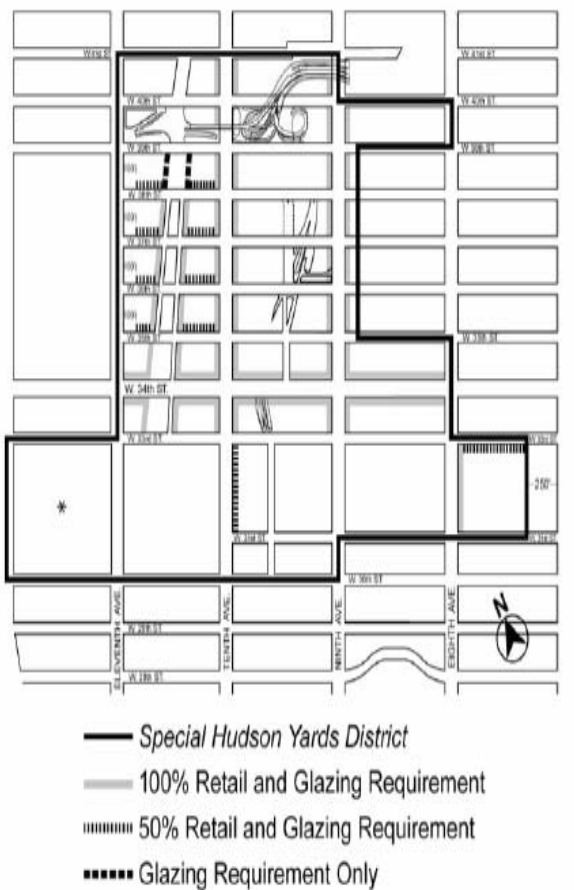 W. 41st ST.
W. 41st ST.
W. 40th ST.
W. 40th ST.
W. 39th ST.
W. 39th ST.
W. 38th ST.
W. 37th ST.
W. 36th ST.
W. 35th ST.
W. 35th ST.
W. 34th ST.
W. 33rd ST.
W. 33rd ST.
*
250'
W. 31st ST.
W. 31st ST.
W. 30th ST.
ELEVENTH AVE.
TENTH AVE.
NINTH AVE.
EIGHTH AVE
W. 29th ST.
W. 28th ST.
N
Special Hudson Yards District
100% Retail and Glazing Requirement
50% Retail and Glazing Requirement
Glazing Requirement Only